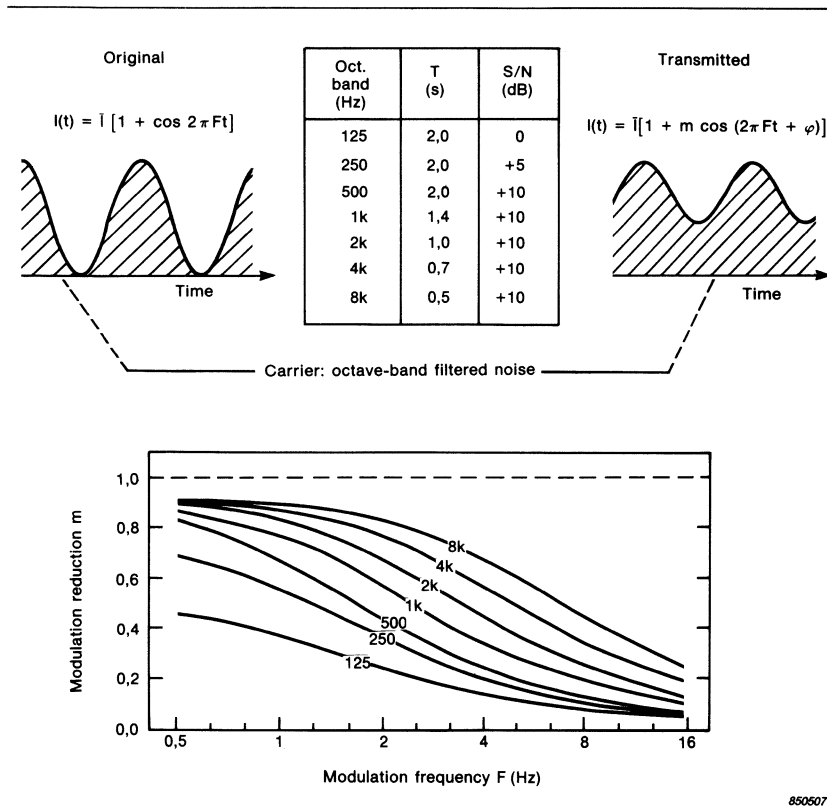 Original
I(t) = Ī [1 + cos 2πFt]
Time
Oct. band (Hz) T (s) S/N (dB)
125 2,0 0
250 2,0 +5
500 2,0 +10
1k 1,4 +10
2k 1,0 +10
4k 0,7 +10
8k 0,5 +10
Transmitted
I(t) = Ī[1 + m cos (2πFt + φ)]
Time
Carrier: octave-band filtered noise
Modulation reduction m
1,0
0,8
0,6
0,4
0,2
0,0
8k
4k
2k
1k
500
250
125
0,5 1 2 4 8 16
Modulation frequency F (Hz)
850507